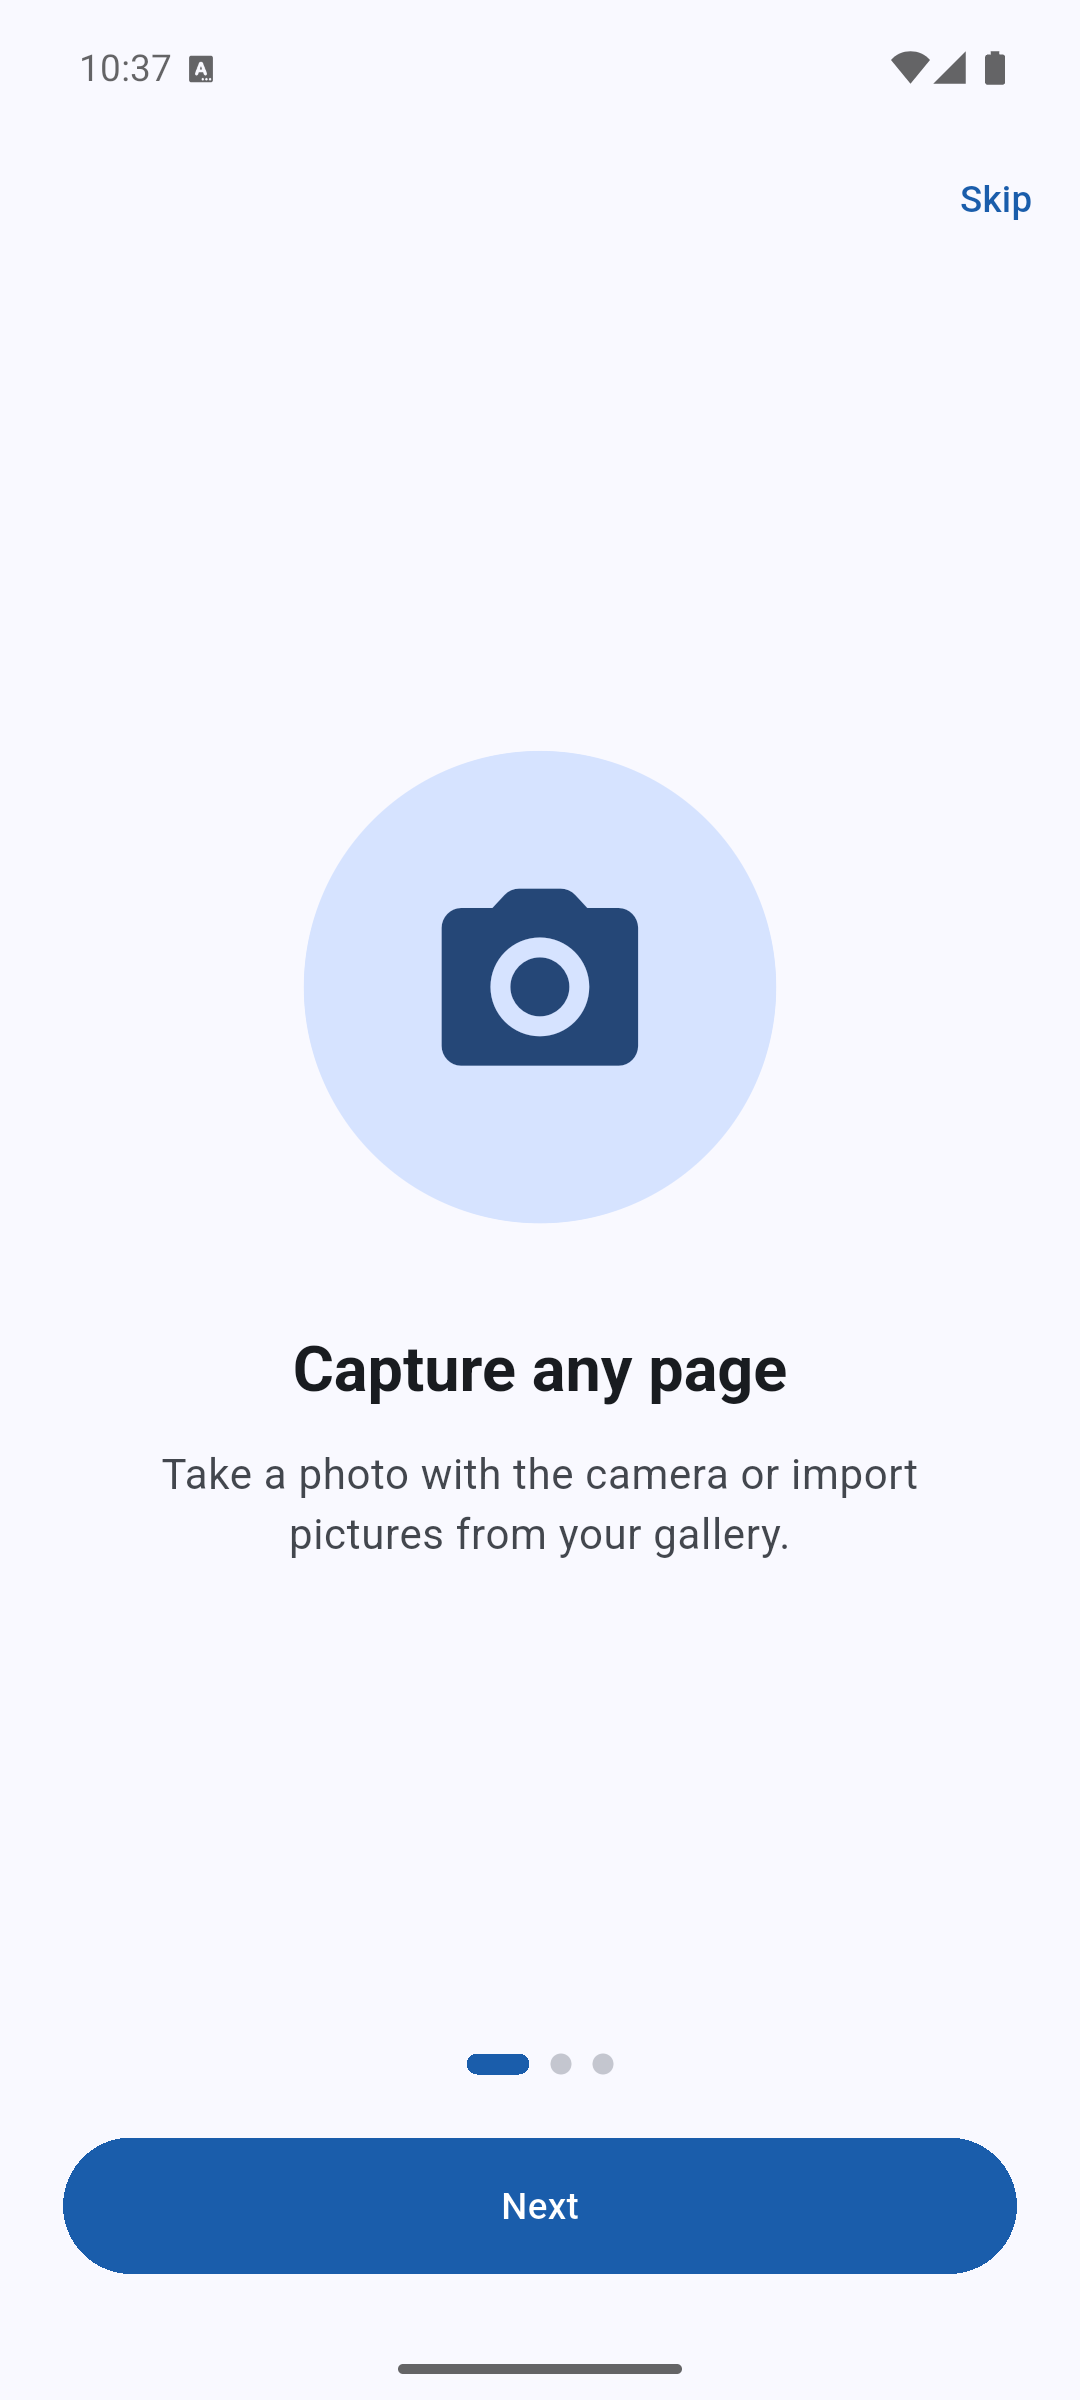 10:37
Skip
Capture any page
Take a photo with the camera or import
pictures from your gallery.
Next